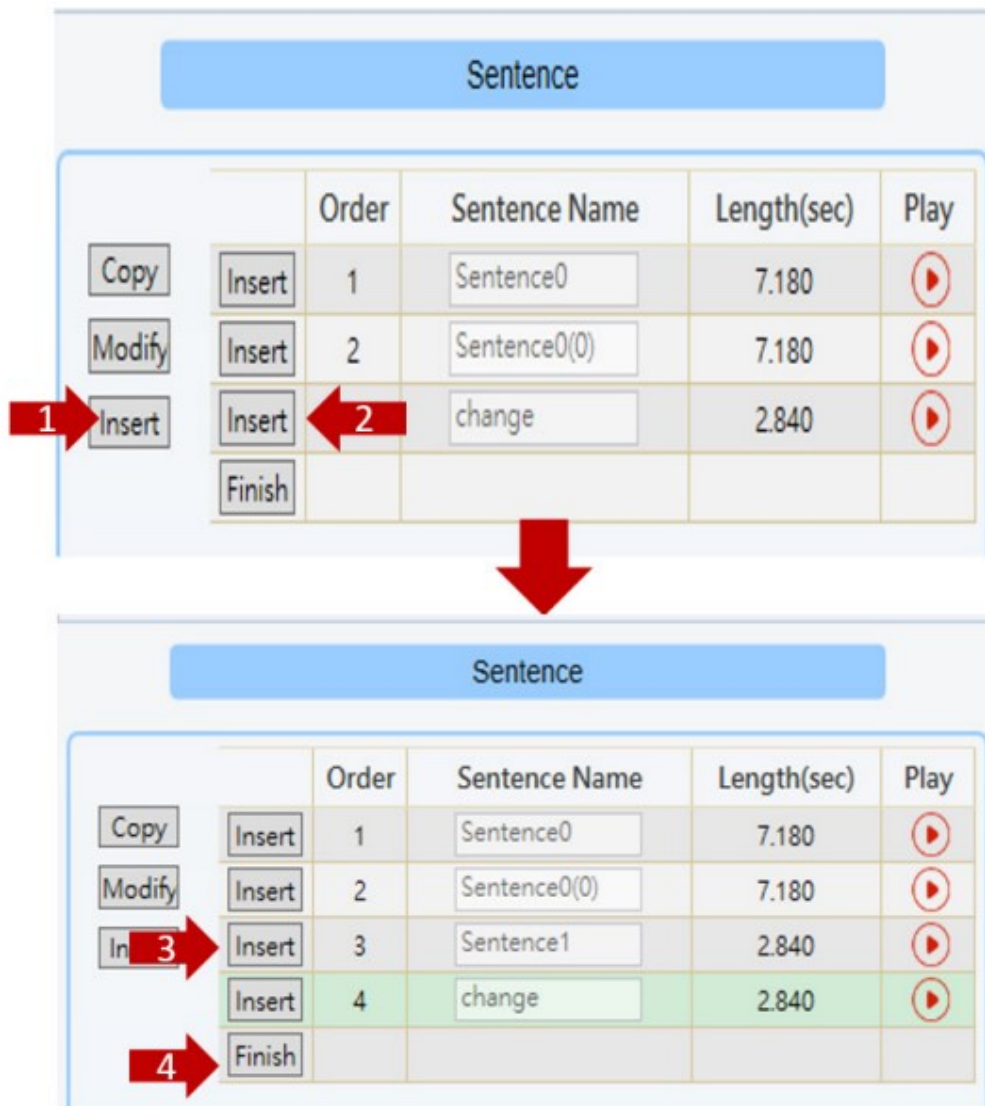 Sentence
Order Sentence Name Length(sec) Play
Copy Insert 1 Sentence0 7.180
Modify Insert 2 Sentence0(0) 7.180
1 Insert Insert 2 change 2.840
Finish
Sentence
Order Sentence Name Length(sec) Play
Copy Insert 1 Sentence0 7.180
Modify Insert 2 Sentence0(0) 7.180
In 3 Insert 3 Sentence1 2.840
Insert 4 change 2.840
4 Finish